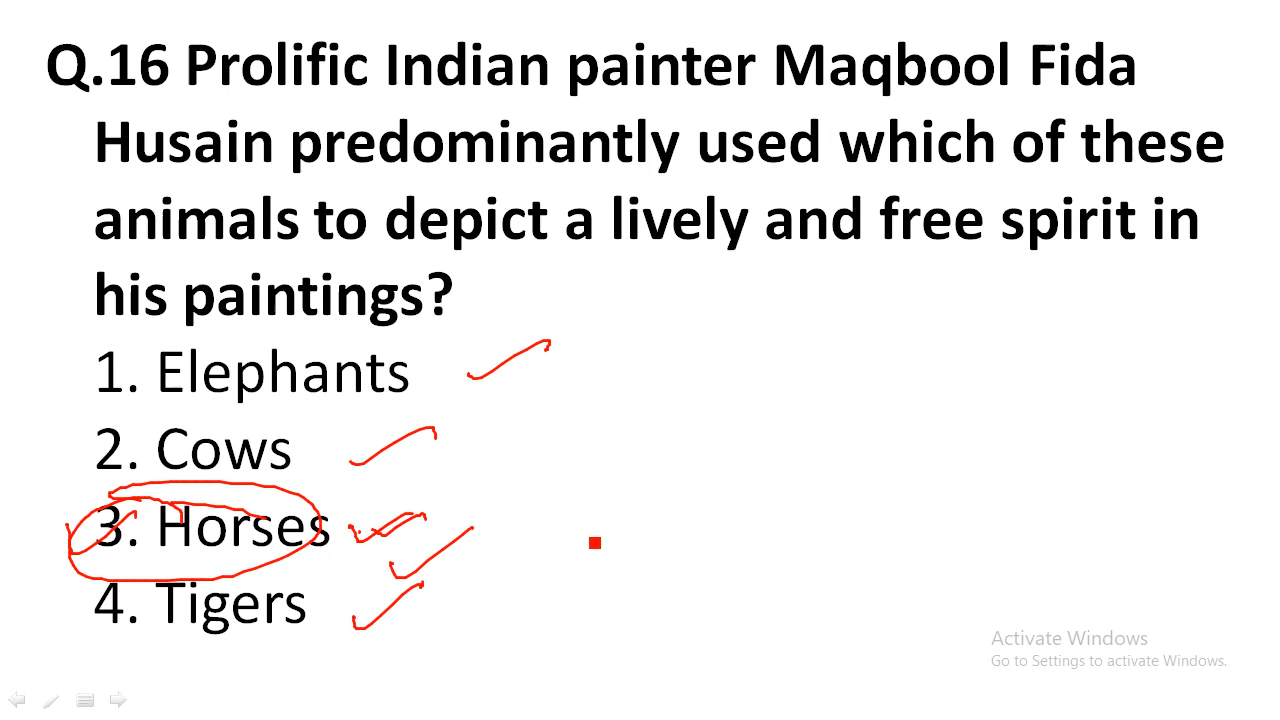 Q.16 Prolific Indian painter Maqbool Fida
Husain predominantly used which of these
animals to depict a lively and free spirit in
his paintings?
1. Elephants
2. Cows
3. Horses
4. Tigers
Activate Windows
Go to Settings to activate Windows.